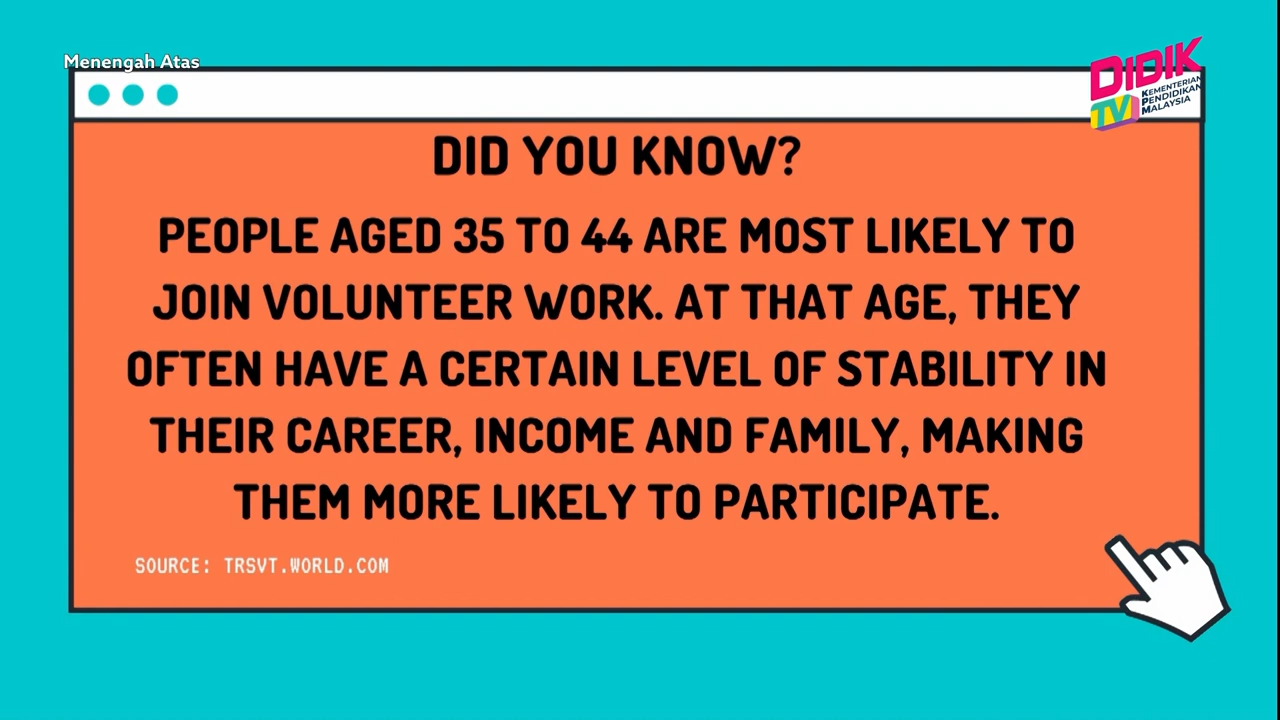 Menengah Atas
DIDIK
TV
KEMENTERIAN
PENDIDIKAN
MALAYSIA
DID YOU KNOW?
PEOPLE AGED 35 TO 44 ARE MOST LIKELY TO
JOIN VOLUNTEER WORK. AT THAT AGE, THEY
OFTEN HAVE A CERTAIN LEVEL OF STABILITY IN
THEIR CAREER, INCOME AND FAMILY, MAKING
THEM MORE LIKELY TO PARTICIPATE.
SOURCE: TRSVT.WORLD.COM